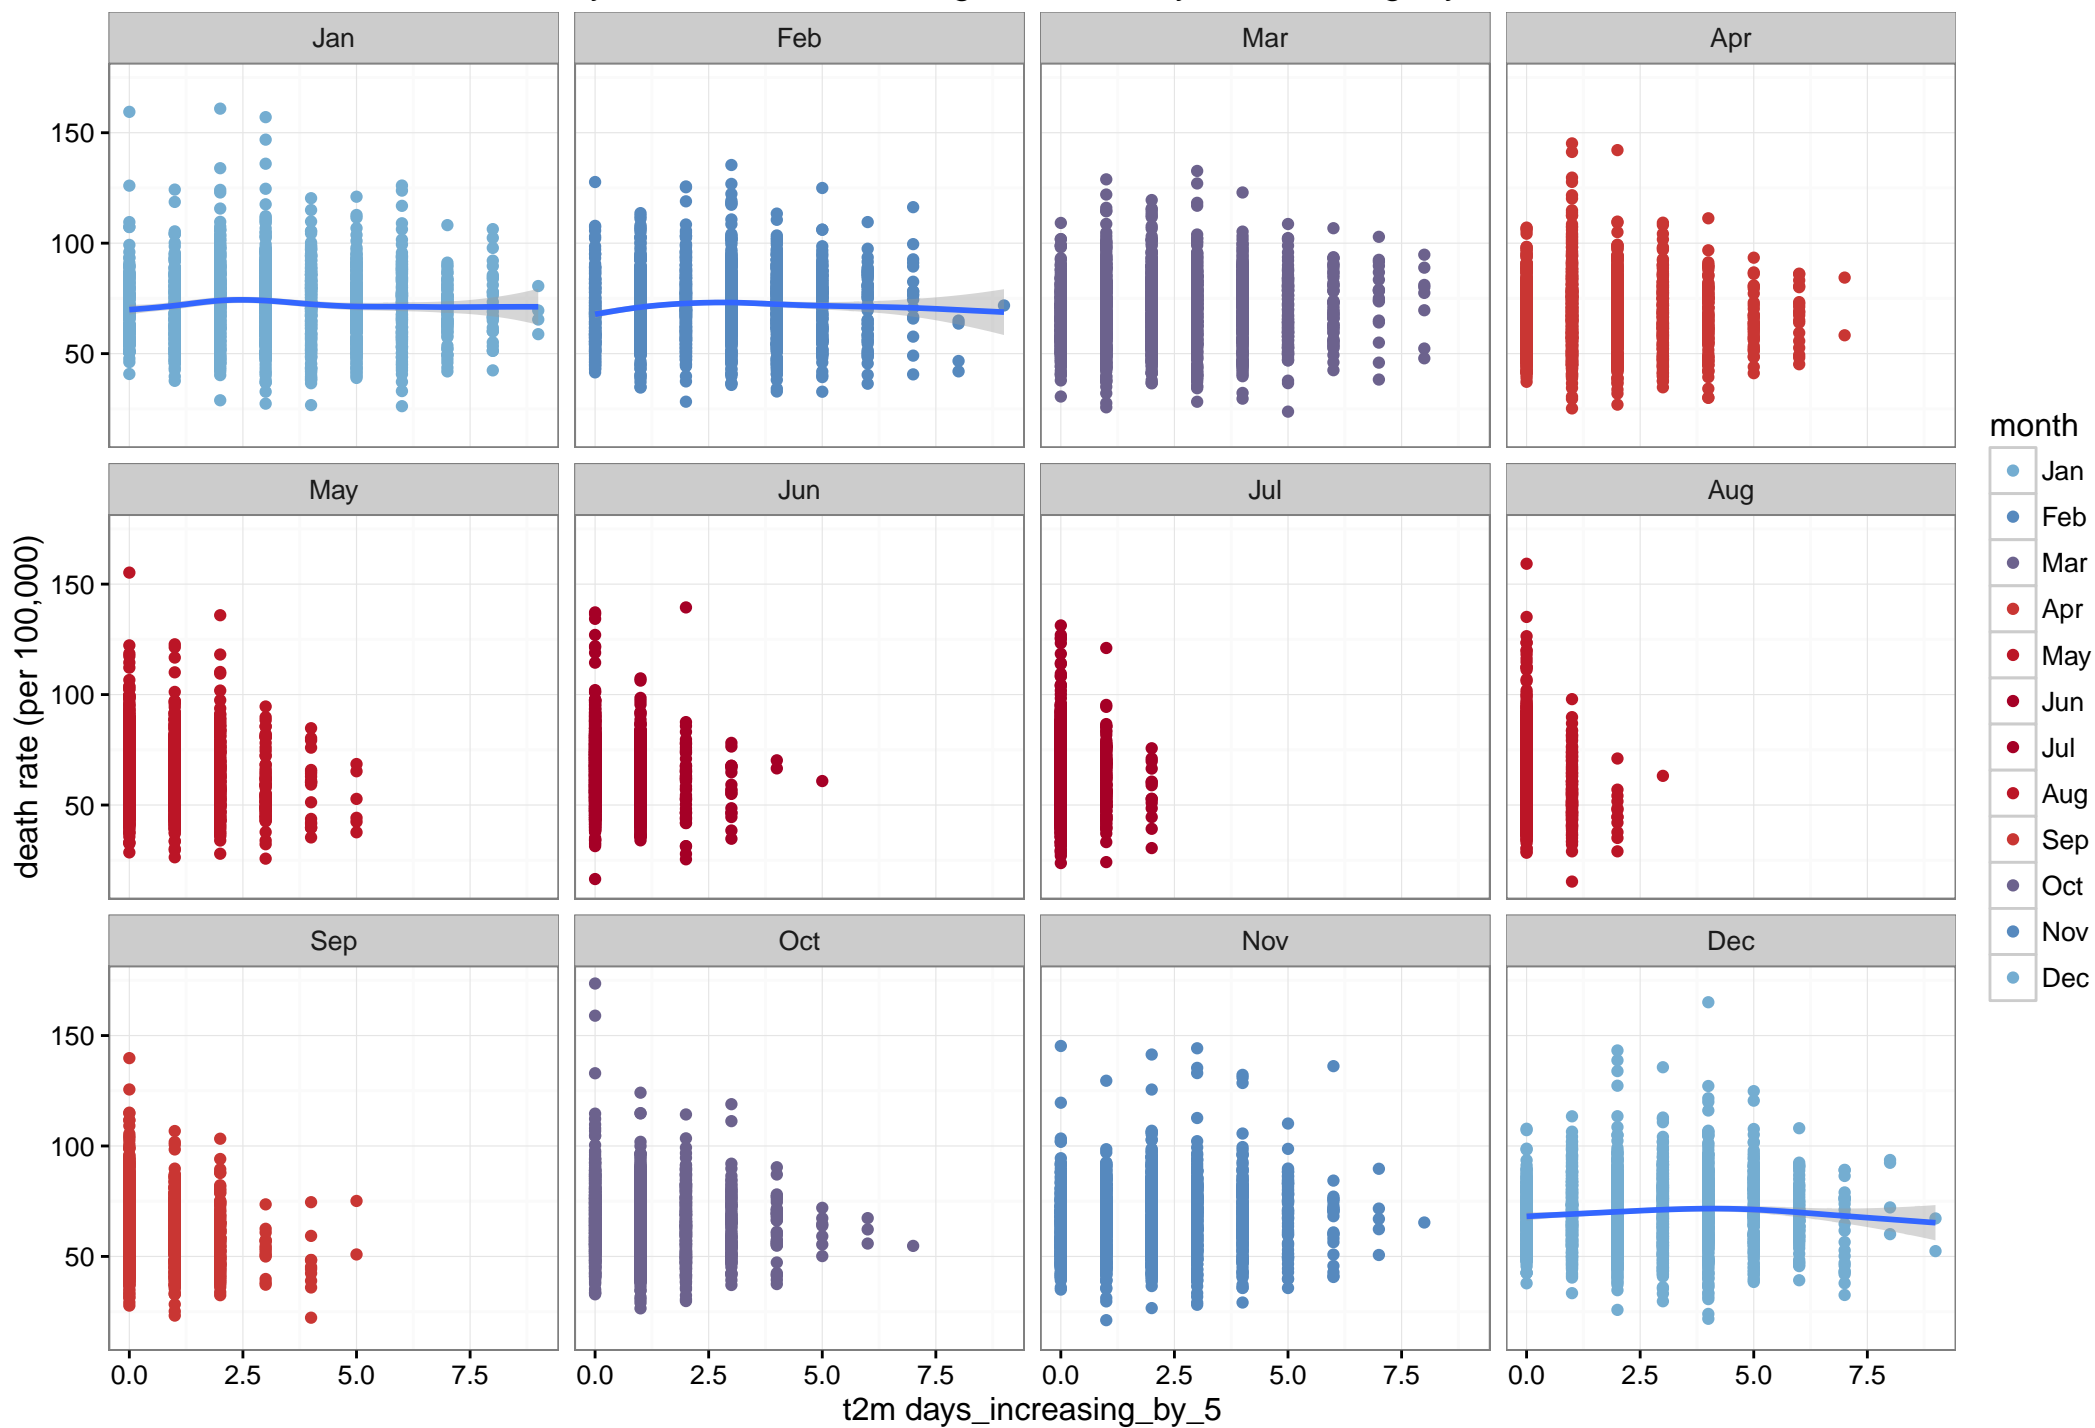 Jan Feb Mar Apr
150
100
50
May Jun Jul Aug
150
100
50
Sep Oct Nov Dec
150
100
50
0.0 2.5 5.0 7.5 0.0 2.5 5.0 7.5 0.0 2.5 5.0 7.5 0.0 2.5 5.0 7.5
t2m days_increasing_by_5
death rate (per 100,000)
month
Jan
Feb
Mar
Apr
May
Jun
Jul
Aug
Sep
Oct
Nov
Dec